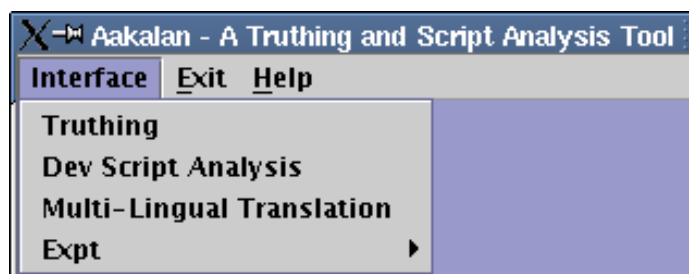 Aakalan - A Truthing and Script Analysis Tool
Interface Exit Help
Truthing
Dev Script Analysis
Multi-Lingual Translation
Expt